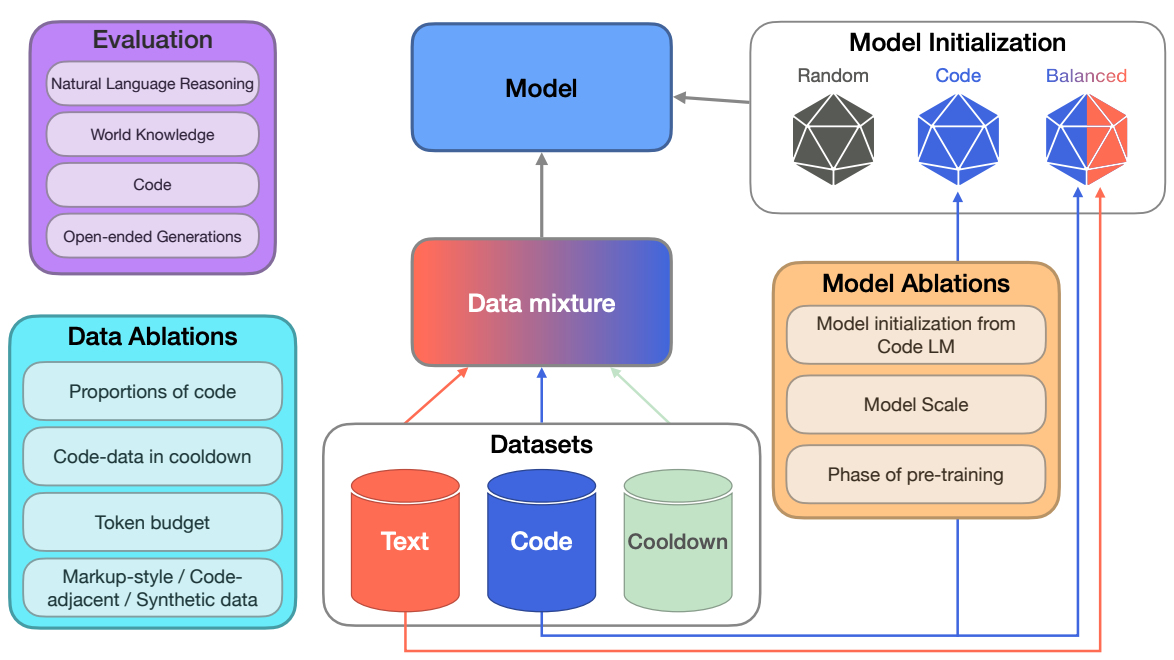 Evaluation
Natural Language Reasoning
World Knowledge
Code
Open-ended Generations
Data Ablations
Proportions of code
Code-data in cooldown
Token budget
Markup-style / Code-
adjacent / Synthetic data
Model
Data mixture
Datasets
Text
Code
Cooldown
Model Initialization
Random
Code
Balanced
Model Ablations
Model initialization from
Code LM
Model Scale
Phase of pre-training